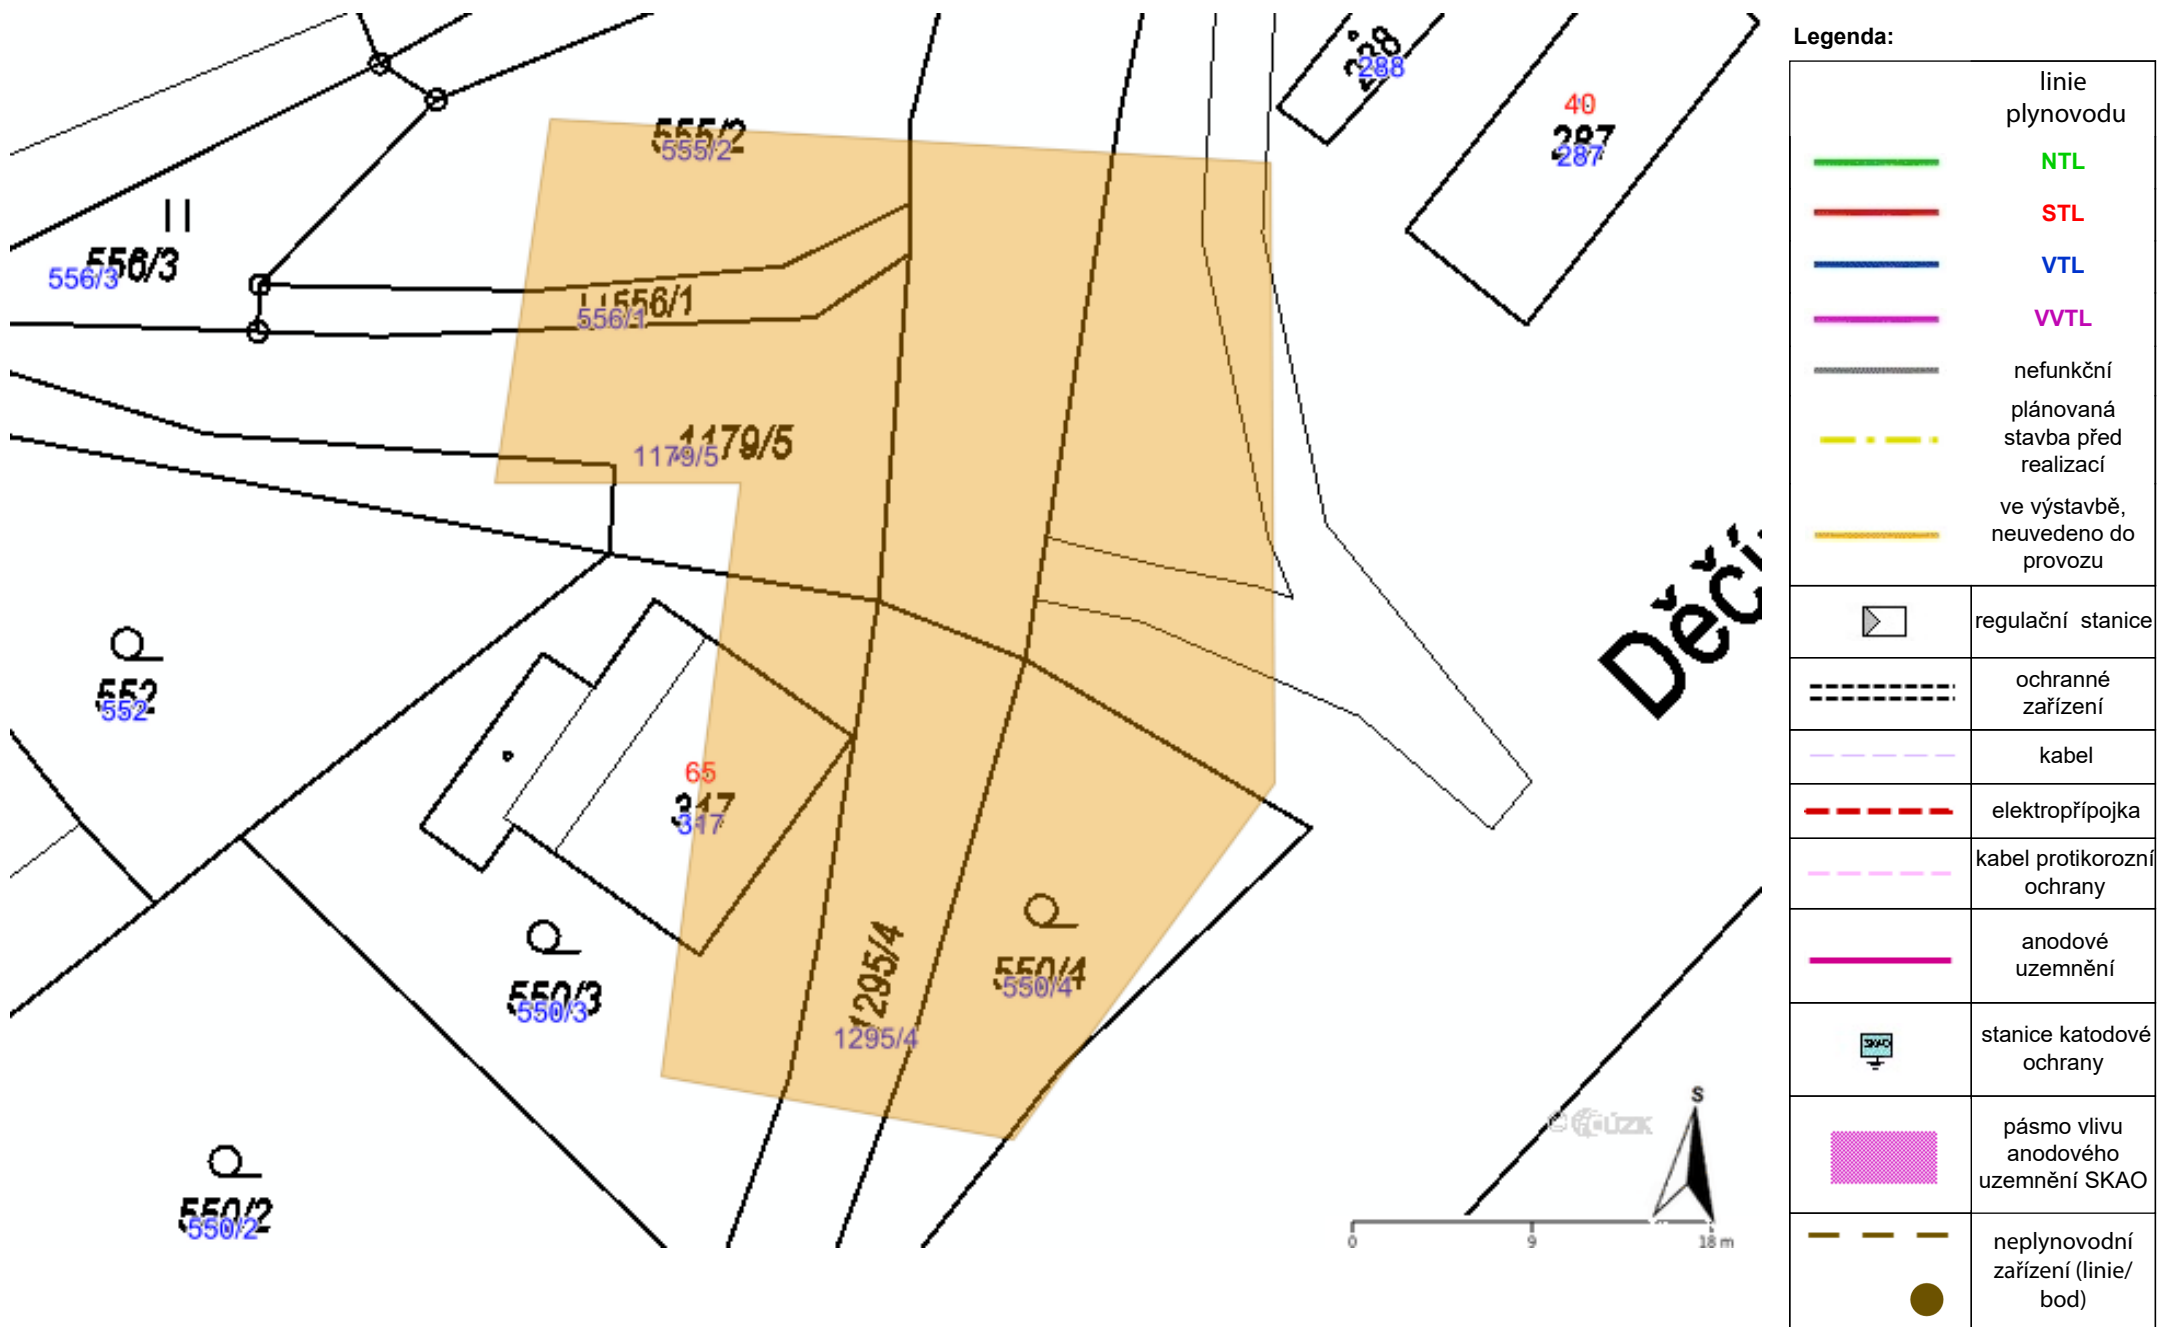 Legenda:
linie
plynovodu
NTL
STL
VTL
VVTL
nefunkční
plánovaná
stavba před
realizací
ve výstavbě,
neuvedeno do
provozu
regulační stanice
ochranné
zařízení
kabel
elektropřípojka
kabel protikorozní
ochrany
anodové
uzemnění
SKAO
stanice katodové
ochrany
pásmo vlivu
anodového
uzemnění SKAO
neplynovodní
zařízení (linie/
bod)
288
288
40
287
287
555/2
555/2
556/3
556/3
556/1
556/1
1179/5
1179/5
552
552
65
317
317
550/3
550/3
1295/4
1295/4
550/4
550/4
550/2
550/2
Děčí
© ČÚZK
S
0
9
18 m